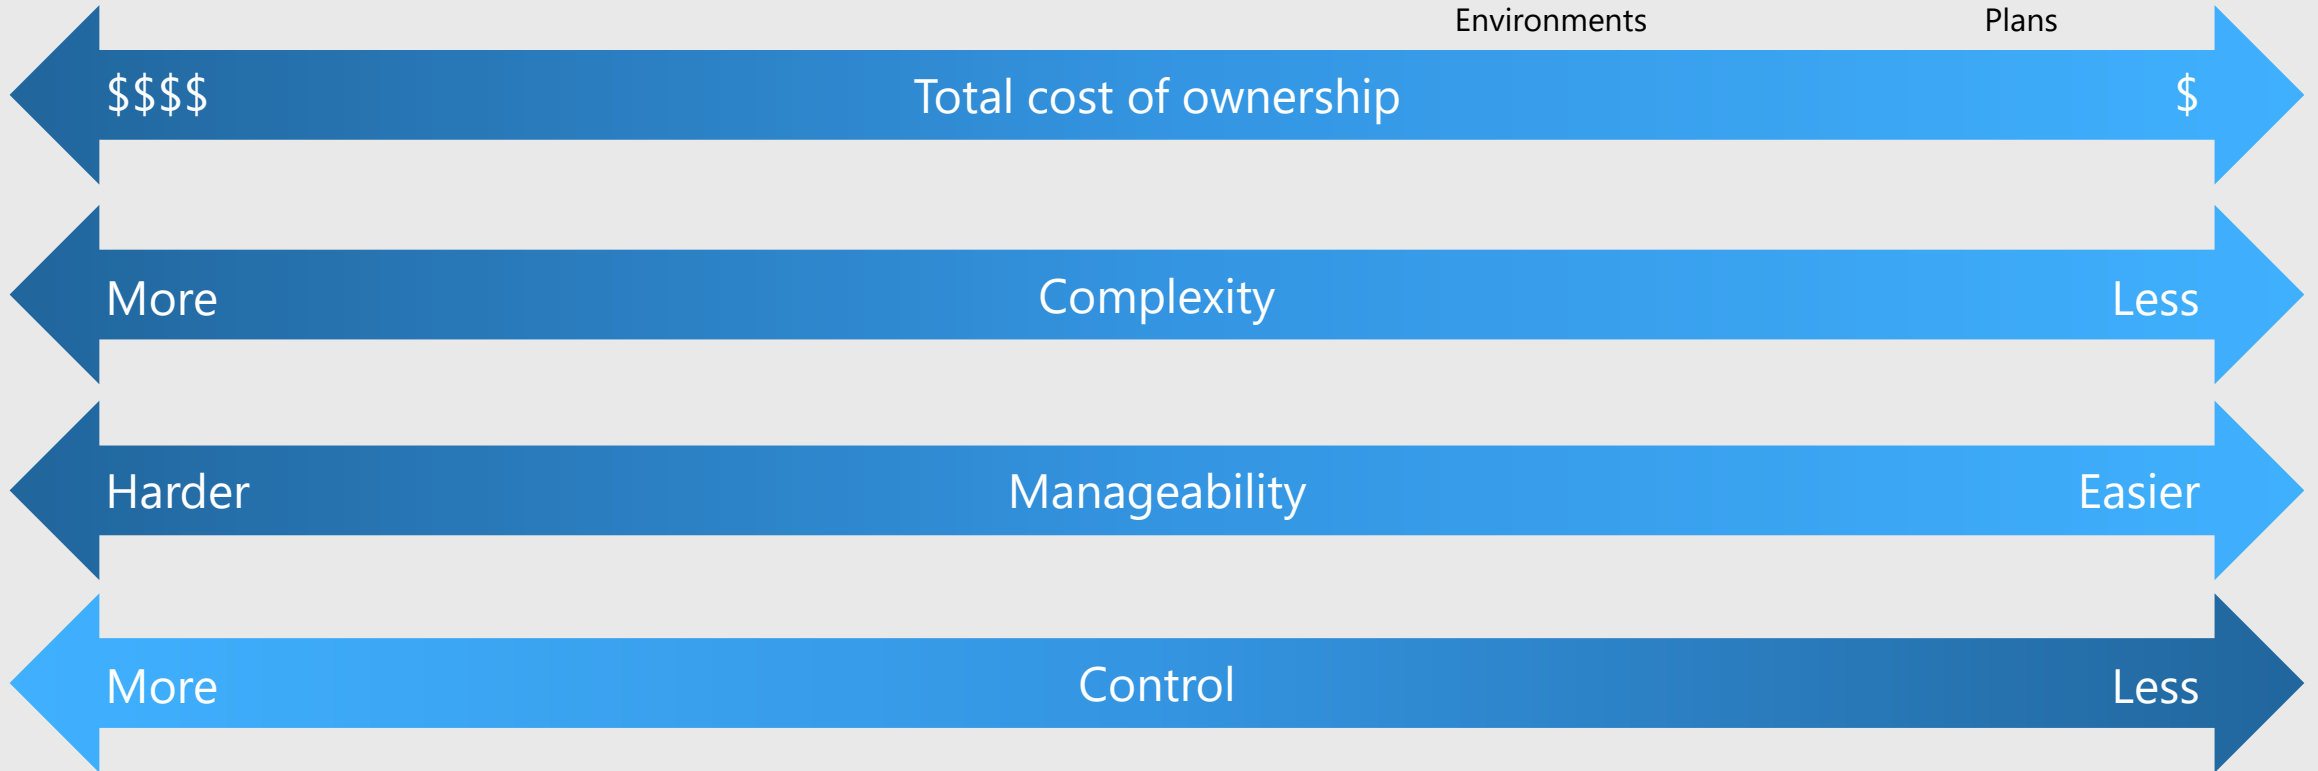 Environments Plans
$$$$ Total cost of ownership $
More Complexity Less
Harder Manageability Easier
More Control Less